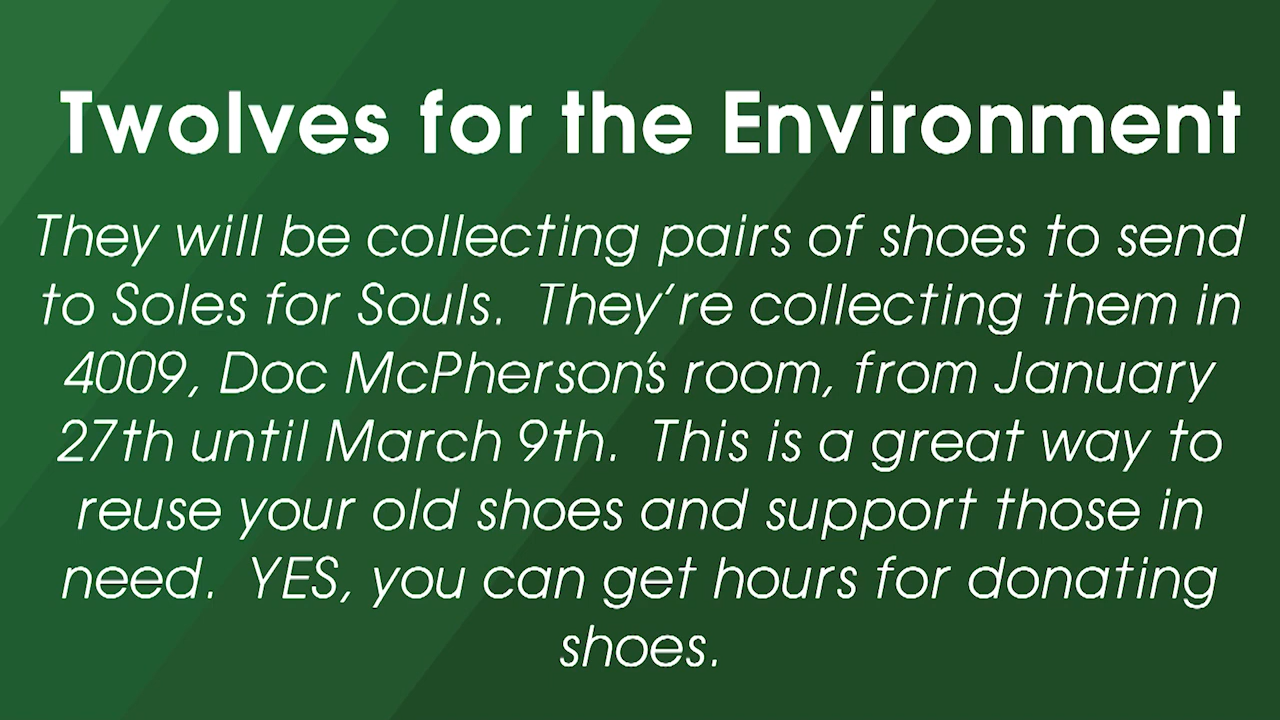 Twolves for the Environment
They will be collecting pairs of shoes to send
to Soles for Souls.  They're collecting them in
4009, Doc McPherson's room, from January
27th until March 9th.  This is a great way to
reuse your old shoes and support those in
need.  YES, you can get hours for donating
shoes.